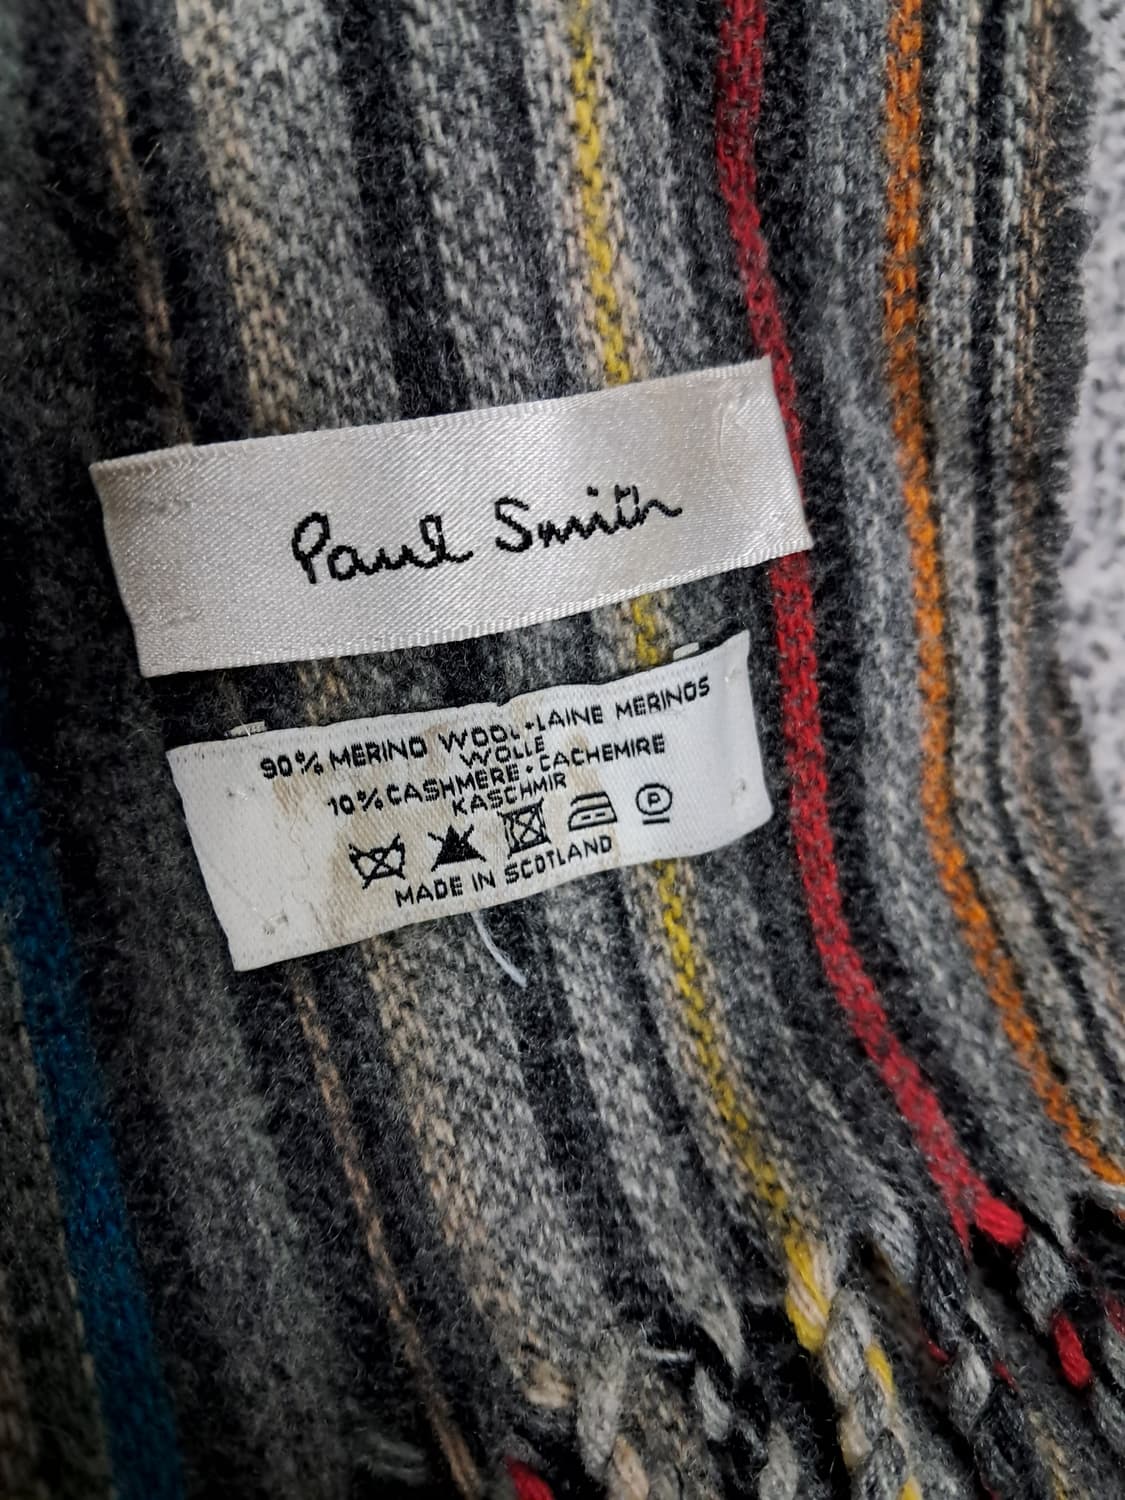 Paul Smith
90% MERINO WOOL • LAINE MERINOS
WOLLE
10% CASHMERE • CACHEMIRE
KASCHMIR
P
MADE IN SCOTLAND